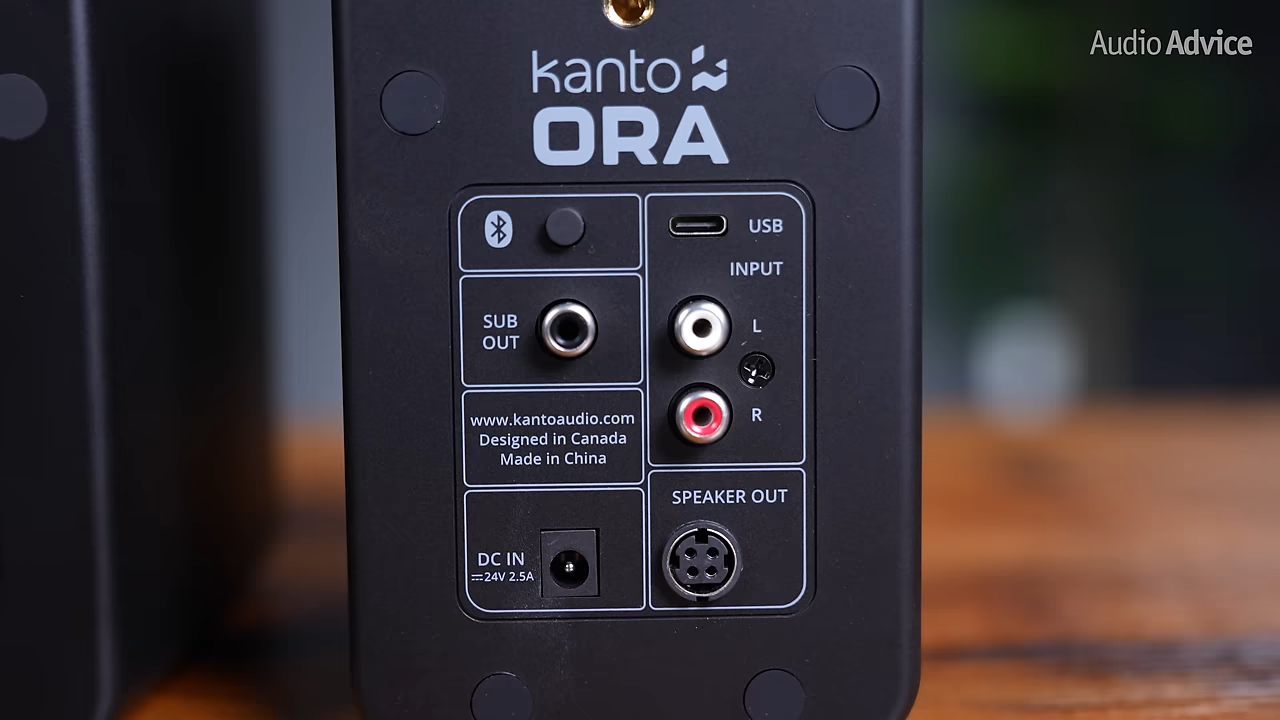 Audio Advice
kanto
ORA
USB
INPUT
SUB
OUT
L
R
www.kantoaudio.com
Designed in Canada
Made in China
SPEAKER OUT
DC IN
⎓24V 2.5A